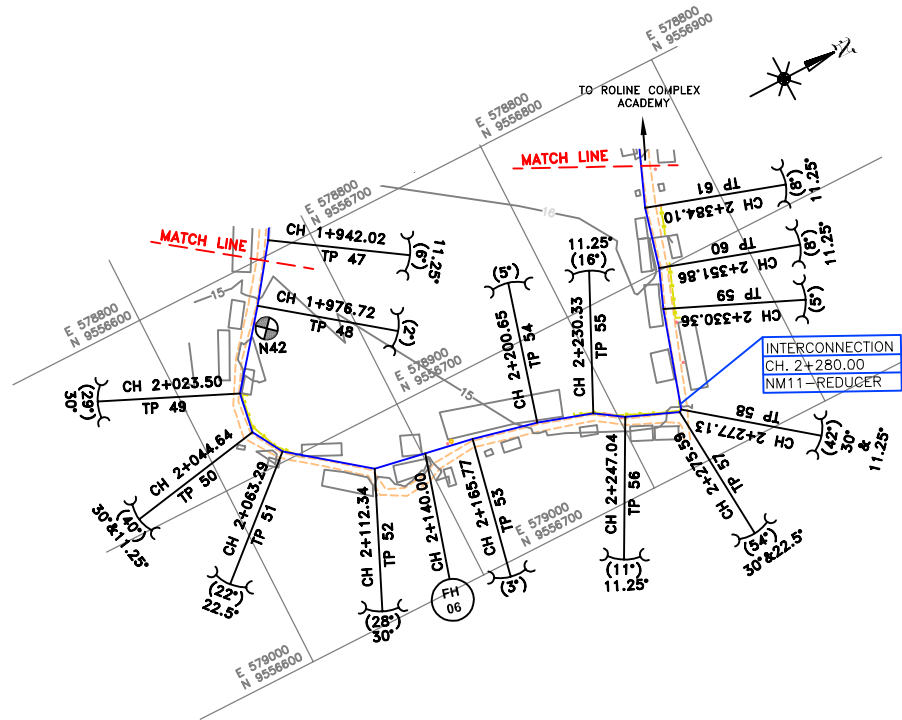 E 578800
N 9556900
TO ROLINE COMPLEX
ACADEMY
E 578800
N 9556800
MATCH LINE
E 578800
N 9556700
16
TP 61
CH 2+384.10
(8°)
11.25°
MATCH LINE
CH 1+942.02
TP 47
(6°)
11.25°
11.25°
(16°)
TP 60
CH 2+351.86
(8°)
11.25°
(5°)
15
CH 1+976.72
TP 48
(2°)
TP 59
CH 2+330.36
(5°)
E 578800
N 9556600
N42
CH 2+200.65
TP 54
CH 2+230.33
TP 55
INTERCONNECTION
CH. 2+280.00
NM11-REDUCER
E 578900
N 9556700
15
CH 2+023.50
TP 49
(29°)
30°
TP 58
CH 2+277.13
(42°)
30°
&
11.25°
CH 2+044.64
TP 50
(40°)
30°&11.25°
CH 2+063.29
TP 51
(22°)
22.5°
CH 2+112.34
TP 52
(28°)
30°
CH 2+140.00
FH
06
CH 2+165.77
TP 53
(3°)
E 579000
N 9556700
CH 2+247.04
TP 56
(11°)
11.25°
CH 2+275.59
TP 57
(54°)
30°&22.5°
E 579000
N 9556600